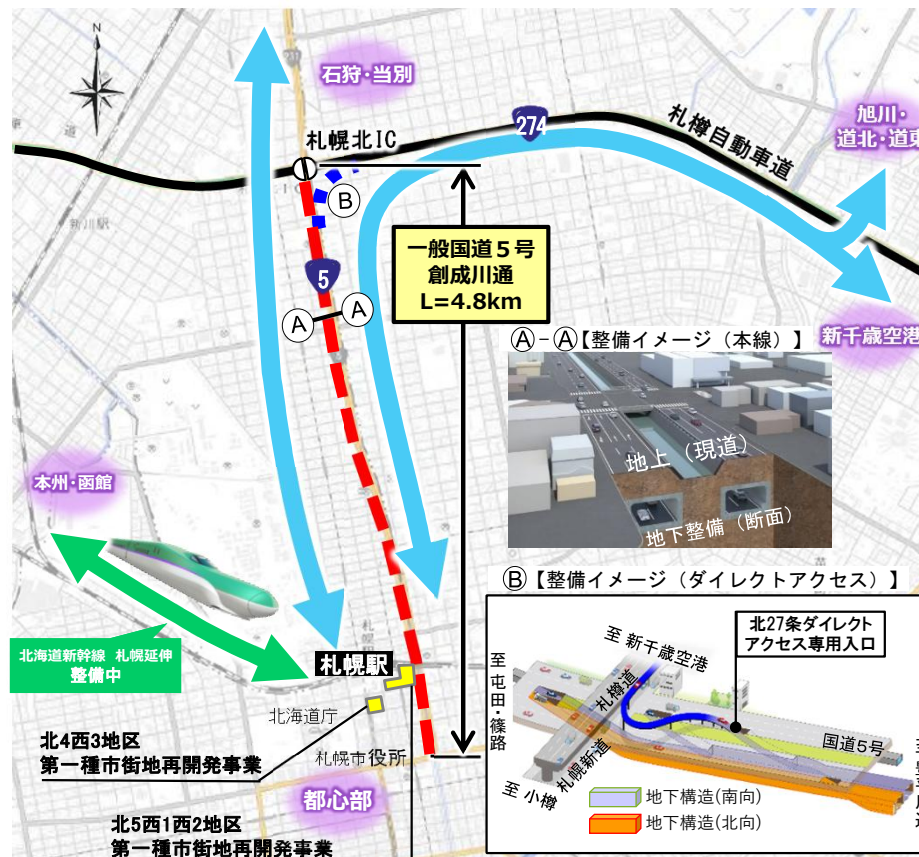 N
石狩・当別
札幌北IC
274
札樽自動車道
旭川・
道北・道東
B
新川駅
一般国道5号
創成川通
L=4.8km
5
A
A
Ⓐ-Ⓐ【整備イメージ（本線）】
新千歳空港
地上（現道）
地下整備（断面）
本州・函館
北海道新幹線 札幌延伸
整備中
札幌駅
北海道庁
札幌市役所
北4西3地区
第一種市街地再開発事業
都心部
北5西1西2地区
第一種市街地再開発事業
Ⓑ【整備イメージ（ダイレクトアクセス）】
北27条ダイレクト
アクセス専用入口
至 新千歳空港
至 屯田・篠路
札樽道
札幌新道
国道5号
至 小樽
地下構造(南向)
地下構造(北向)